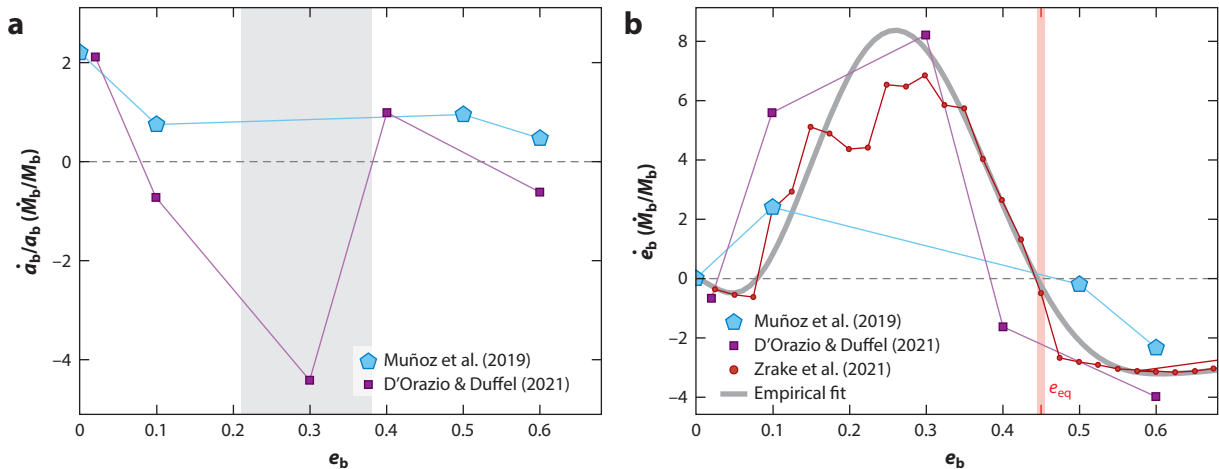 a
2
0
−2
−4
0
0.1
0.2
0.3
0.4
0.5
0.6
ȧb/ab (Ṁb/Mb)
eb
Muñoz et al. (2019)
D'Orazio & Duffel (2021)
b
8
6
4
2
0
−2
−4
0
0.1
0.2
0.3
0.4
0.5
0.6
ėb (Ṁb/Mb)
eb
Muñoz et al. (2019)
D'Orazio & Duffel (2021)
Zrake et al. (2021)
Empirical fit
eeq